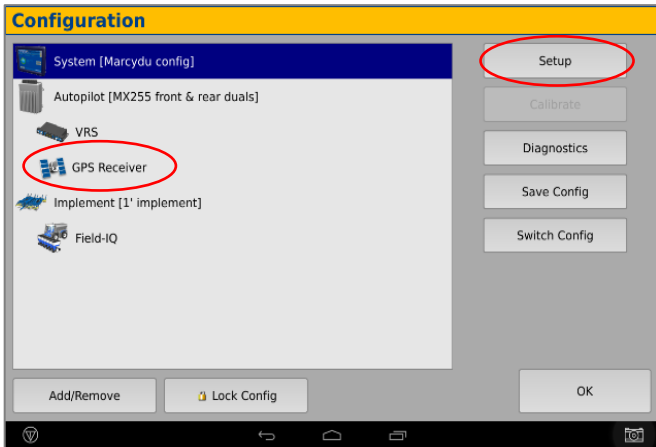 Configuration
System [Marcydu config]
Setup
Autopilot [MX255 front & rear duals]
Calibrate
VRS
Diagnostics
GPS Receiver
Save Config
Implement [1' implement]
Switch Config
Field-IQ
Add/Remove
Lock Config
OK